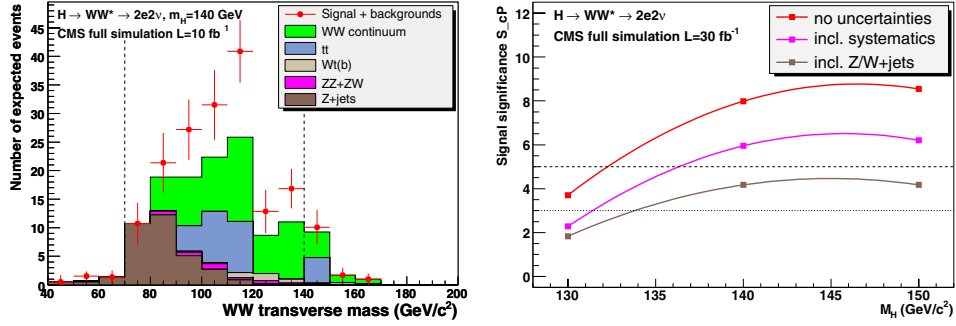 H → WW* → 2e2ν, m_H=140 GeV
CMS full simulation L=10 fb⁻¹
Signal + backgrounds
WW continuum
tt
Wt(b)
ZZ+ZW
Z+jets
Number of expected events
45
40
35
30
25
20
15
10
5
0
40 60 80 100 120 140 160 180 200
WW transverse mass (GeV/c²)
H → WW* → 2e2ν
CMS full simulation L=30 fb⁻¹
no uncertainties
incl. systematics
incl. Z/W+jets
Signal significance S_cP
12
10
8
6
4
2
0
130 135 140 145 150
M_H [GeV/c²]